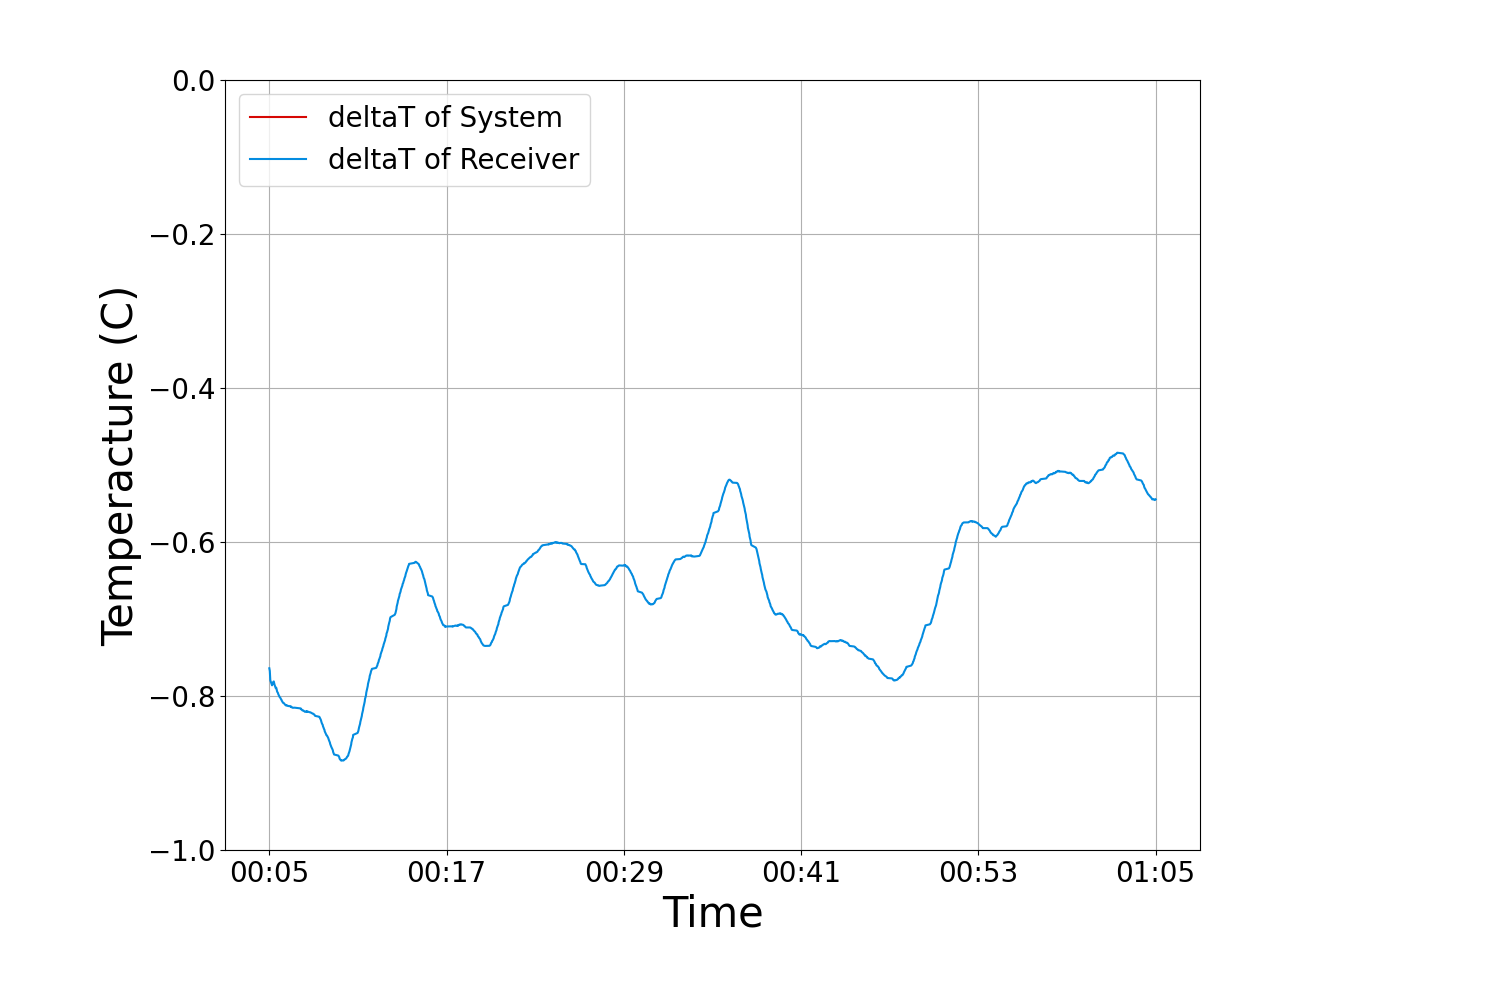 0.0
deltaT of System
deltaT of Receiver
−0.2
−0.4
−0.6
−0.8
−1.0
Temperacture (C)
00:05 00:17 00:29 00:41 00:53 01:05
Time